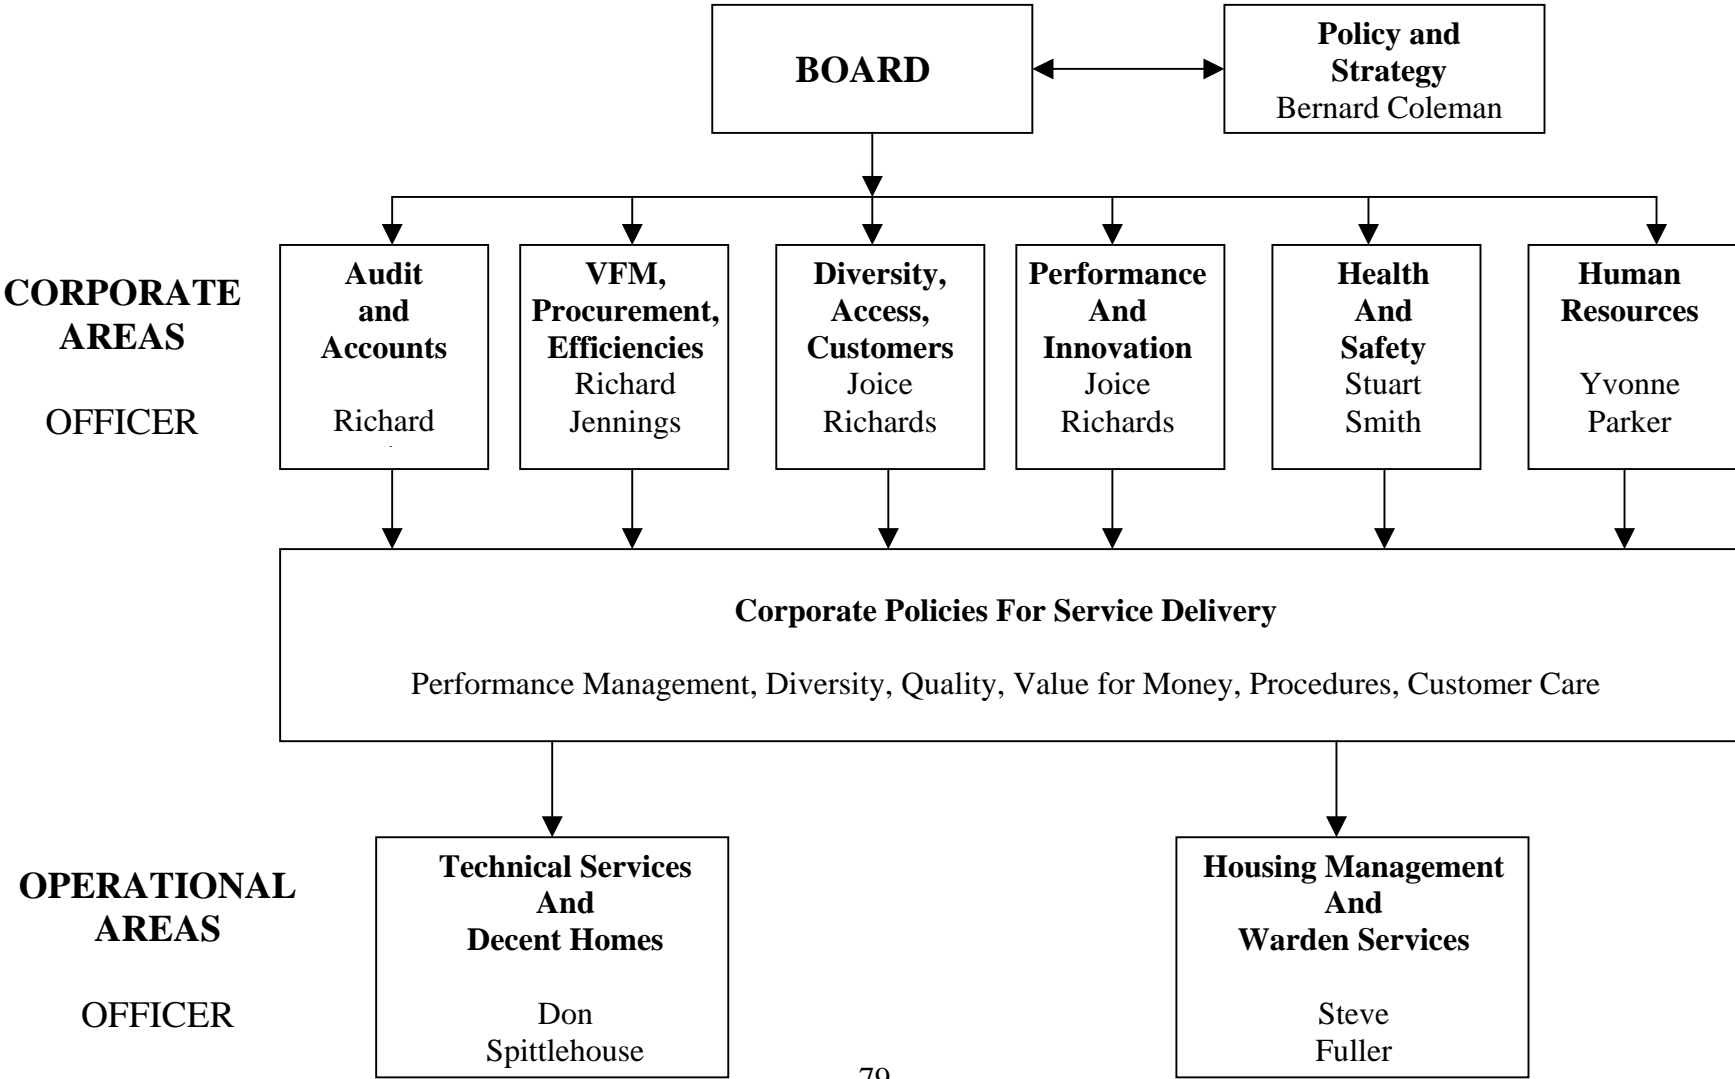 BOARD
Policy and
Strategy
Bernard Coleman
CORPORATE
AREAS
OFFICER
Audit
and
Accounts
Richard
VFM,
Procurement,
Efficiencies
Richard
Jennings
Diversity,
Access,
Customers
Joice
Richards
Performance
And
Innovation
Joice
Richards
Health
And
Safety
Stuart
Smith
Human
Resources
Yvonne
Parker
Corporate Policies For Service Delivery
Performance Management, Diversity, Quality, Value for Money, Procedures, Customer Care
OPERATIONAL
AREAS
OFFICER
Technical Services
And
Decent Homes
Don
Spittlehouse
Housing Management
And
Warden Services
Steve
Fuller